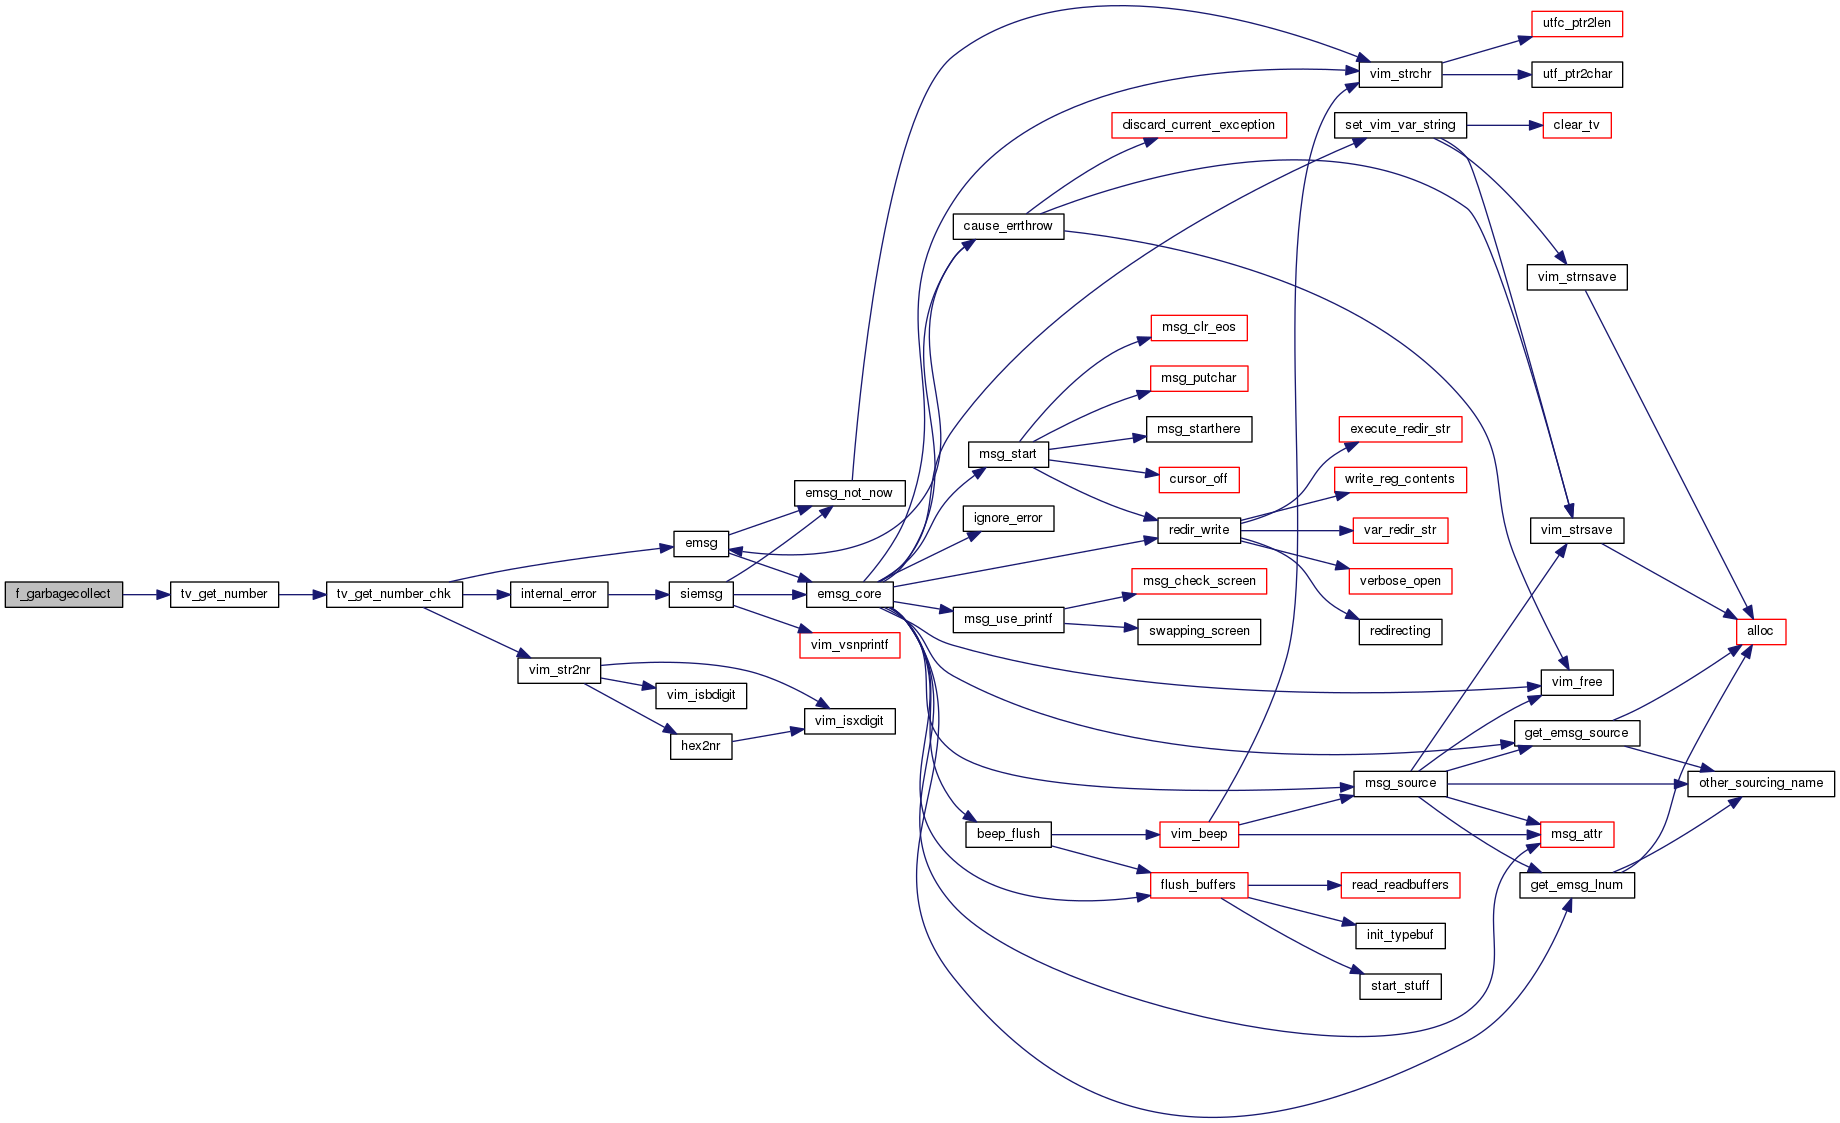 f_garbagecollect
tv_get_number
tv_get_number_chk
emsg
internal_error
vim_str2nr
siemsg
vim_isbdigit
hex2nr
emsg_not_now
emsg_core
vim_vsnprintf
vim_isxdigit
cause_errthrow
msg_start
ignore_error
msg_use_printf
beep_flush
discard_current_exception
msg_clr_eos
msg_putchar
msg_starthere
cursor_off
redir_write
msg_check_screen
swapping_screen
vim_beep
flush_buffers
vim_strchr
set_vim_var_string
execute_redir_str
write_reg_contents
var_redir_str
verbose_open
redirecting
msg_source
read_readbuffers
init_typebuf
start_stuff
utfc_ptr2len
utf_ptr2char
clear_tv
vim_strnsave
vim_strsave
vim_free
get_emsg_source
msg_attr
get_emsg_lnum
alloc
other_sourcing_name